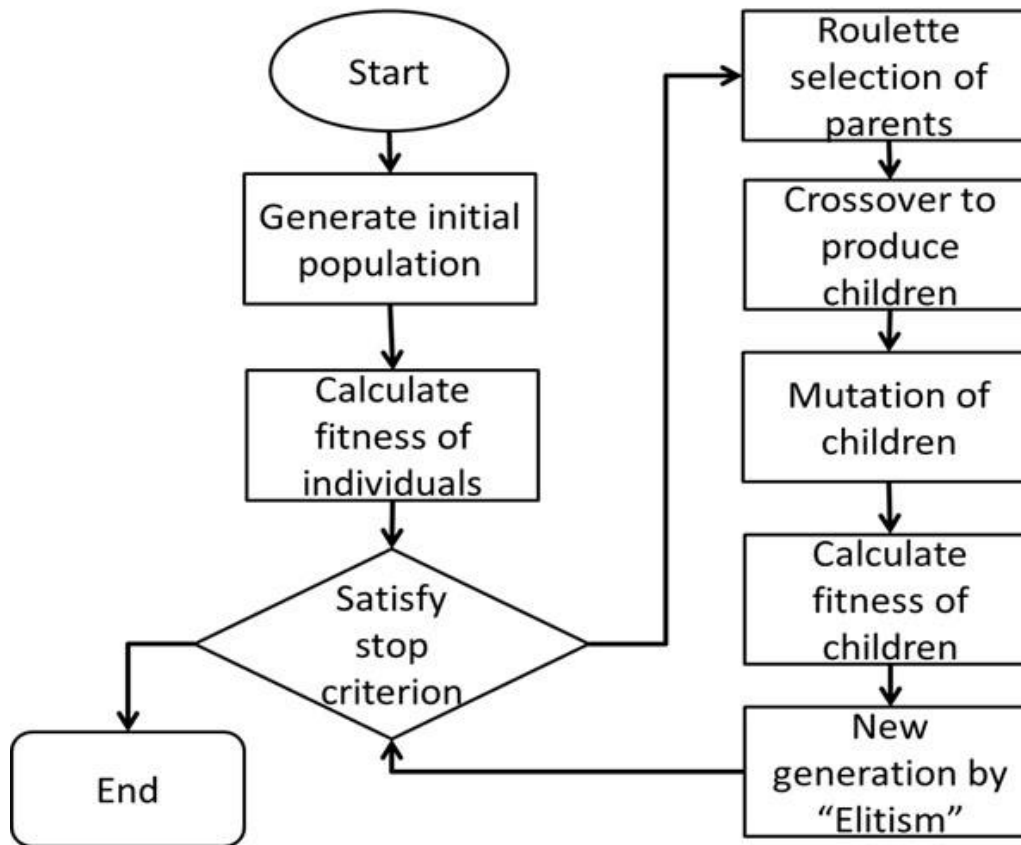 Start
Generate initial
population
Calculate
fitness of
individuals
Satisfy
stop
criterion
End
Roulette
selection of
parents
Crossover to
produce
children
Mutation of
children
Calculate
fitness of
children
New
generation by
“Elitism”